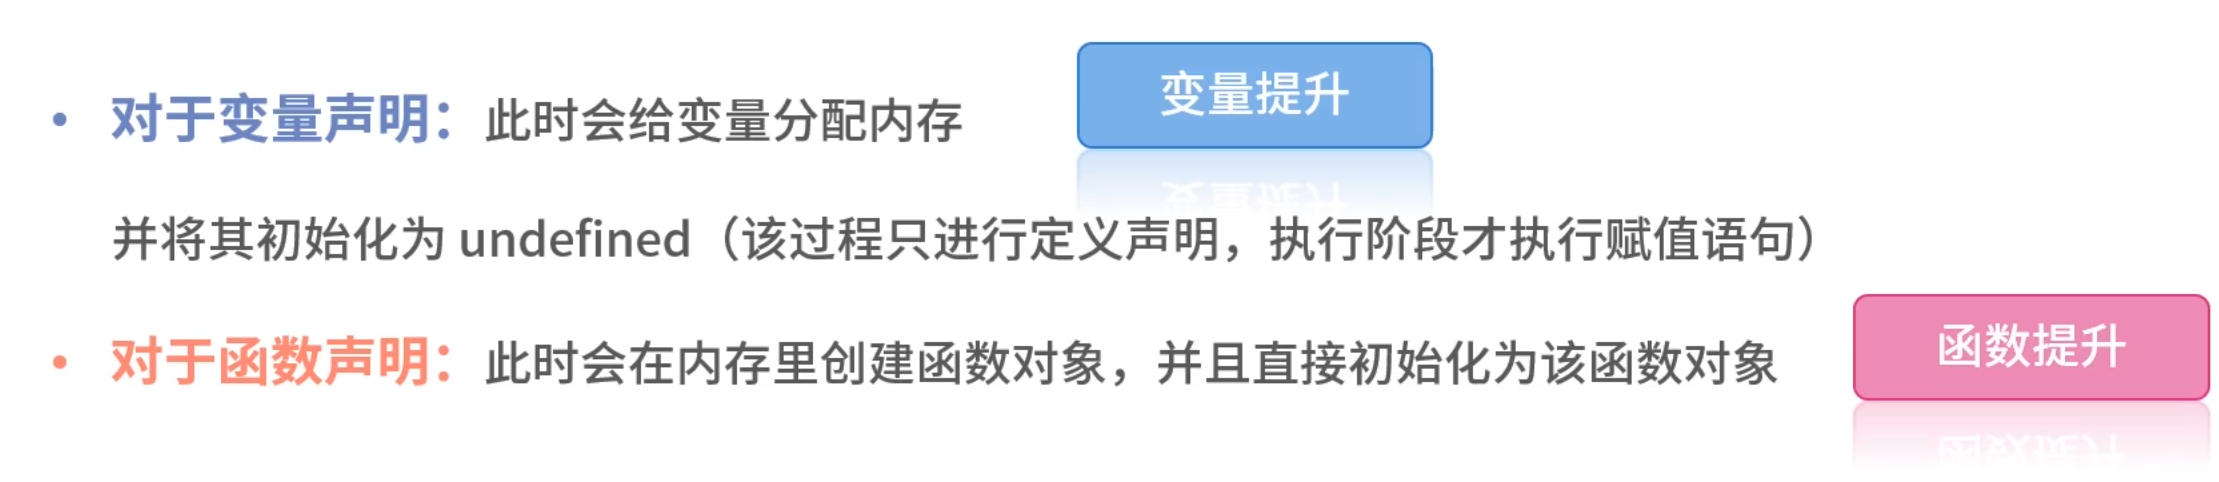 变量提升
对于变量声明：此时会给变量分配内存
并将其初始化为 undefined（该过程只进行定义声明，执行阶段才执行赋值语句）
函数提升
对于函数声明：此时会在内存里创建函数对象，并且直接初始化为该函数对象